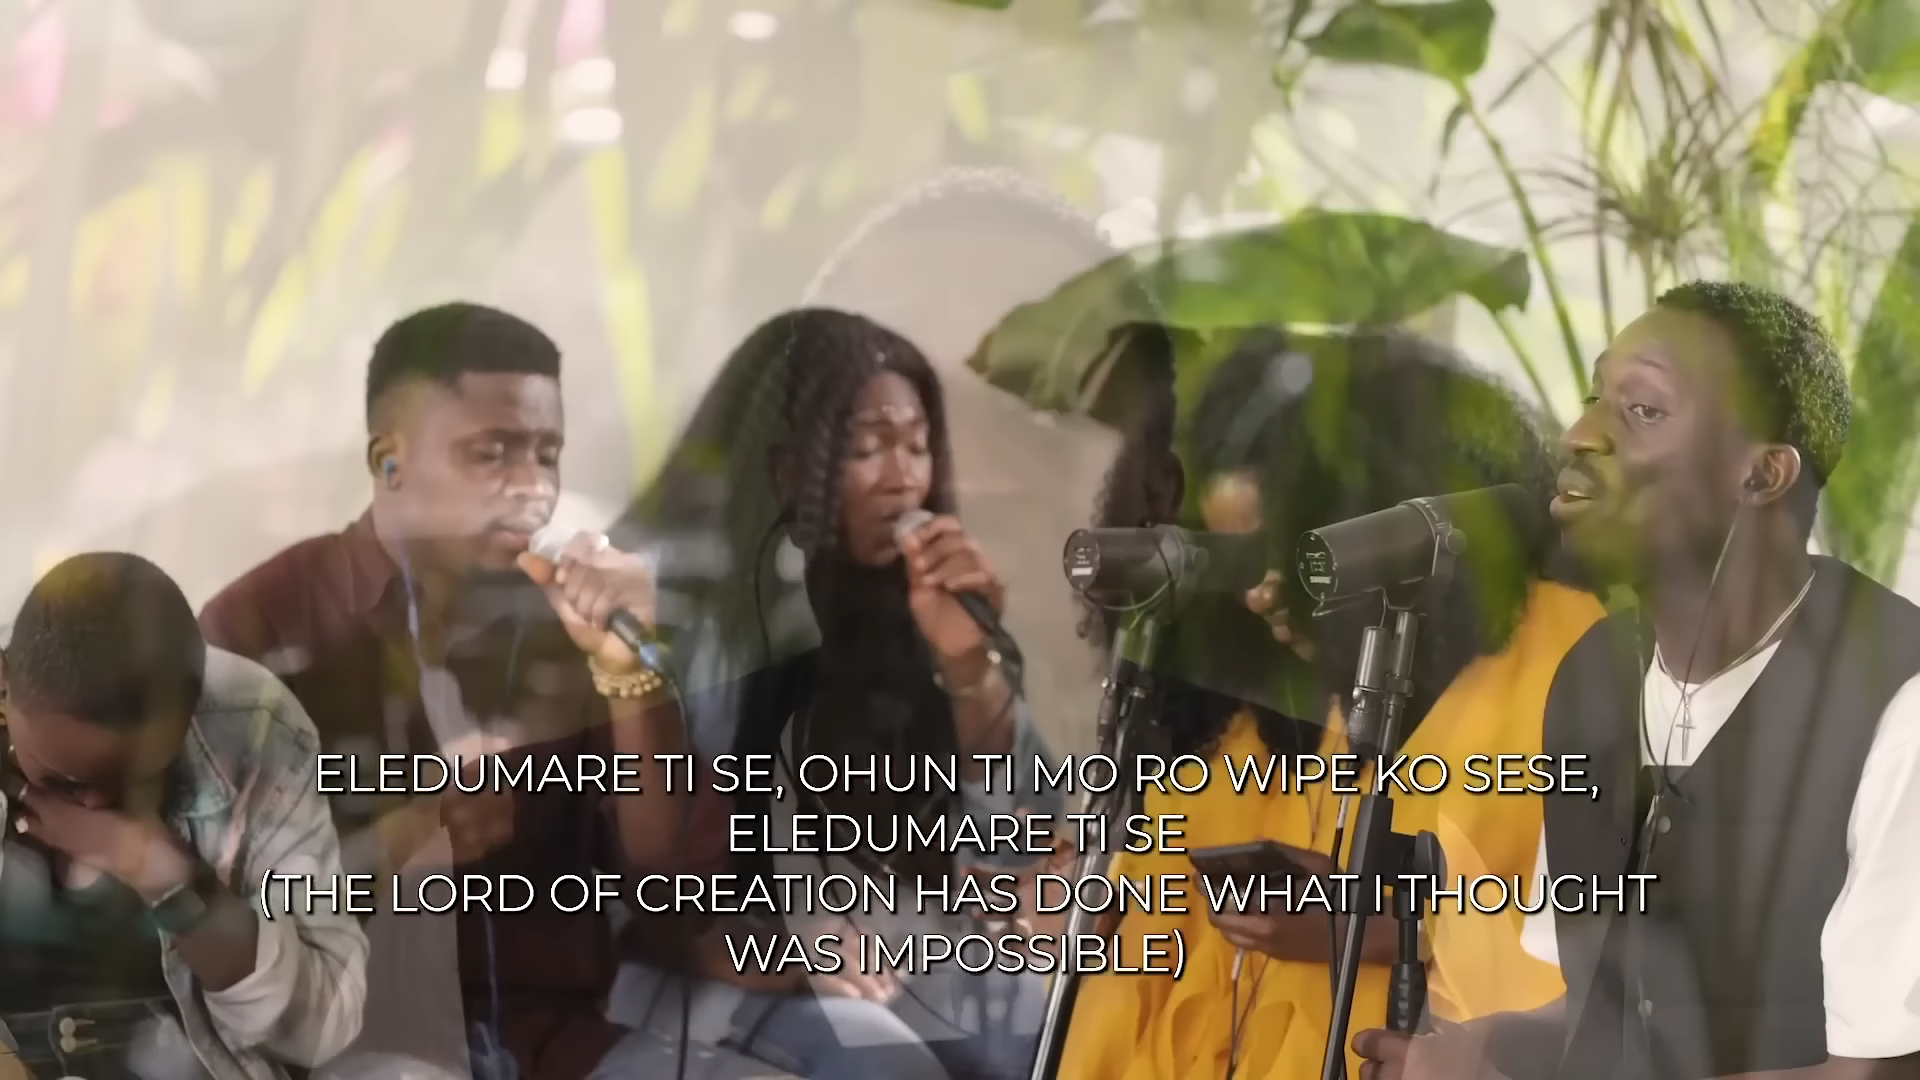 ELEDUMARE TI SE, OHUN TI MO RO WIPE KO SESE,
ELEDUMARE TI SE
(THE LORD OF CREATION HAS DONE WHAT I THOUGHT
WAS IMPOSSIBLE)